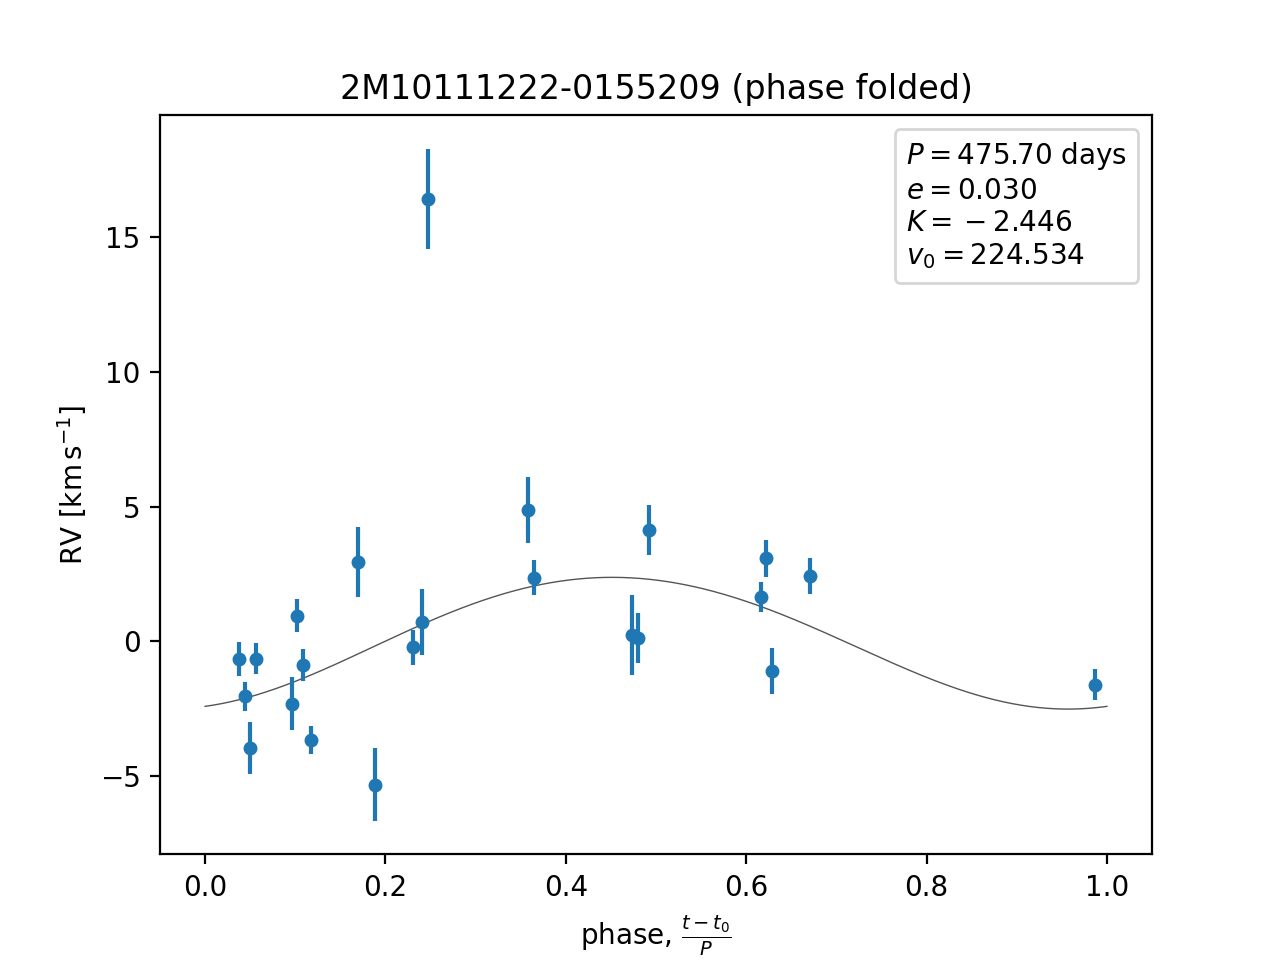 2M10111222-0155209 (phase folded)
P = 475.70 days
e = 0.030
K = −2.446
v₀ = 224.534
15
10
5
0
−5
RV [km s⁻¹]
0.0 0.2 0.4 0.6 0.8 1.0
phase, (t − t₀)/P